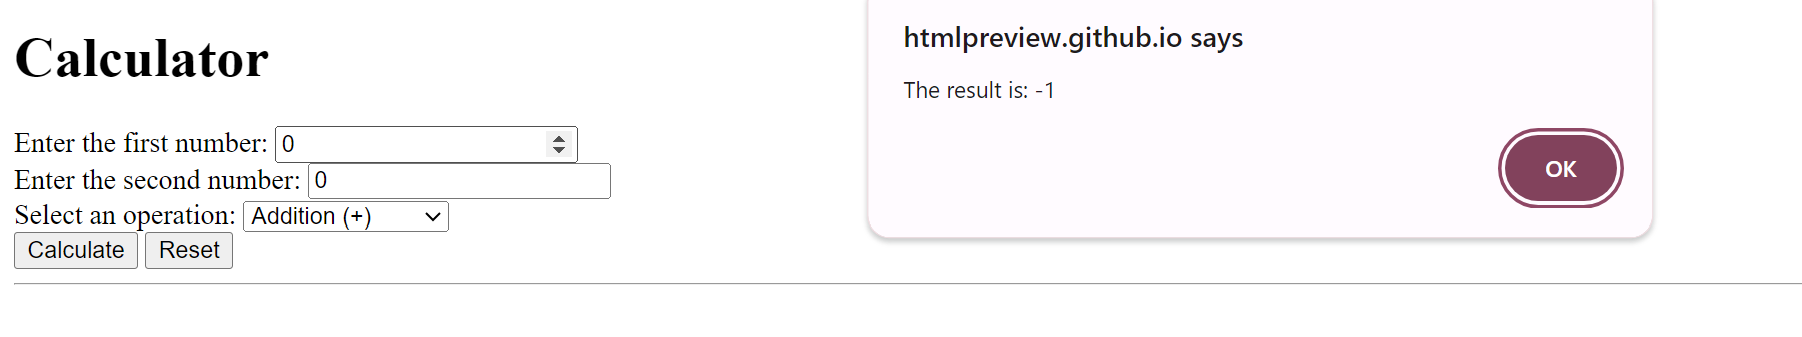 Calculator
Enter the first number: 0
Enter the second number: 0
Select an operation: Addition (+)
Calculate Reset
htmlpreview.github.io says
The result is: -1
OK